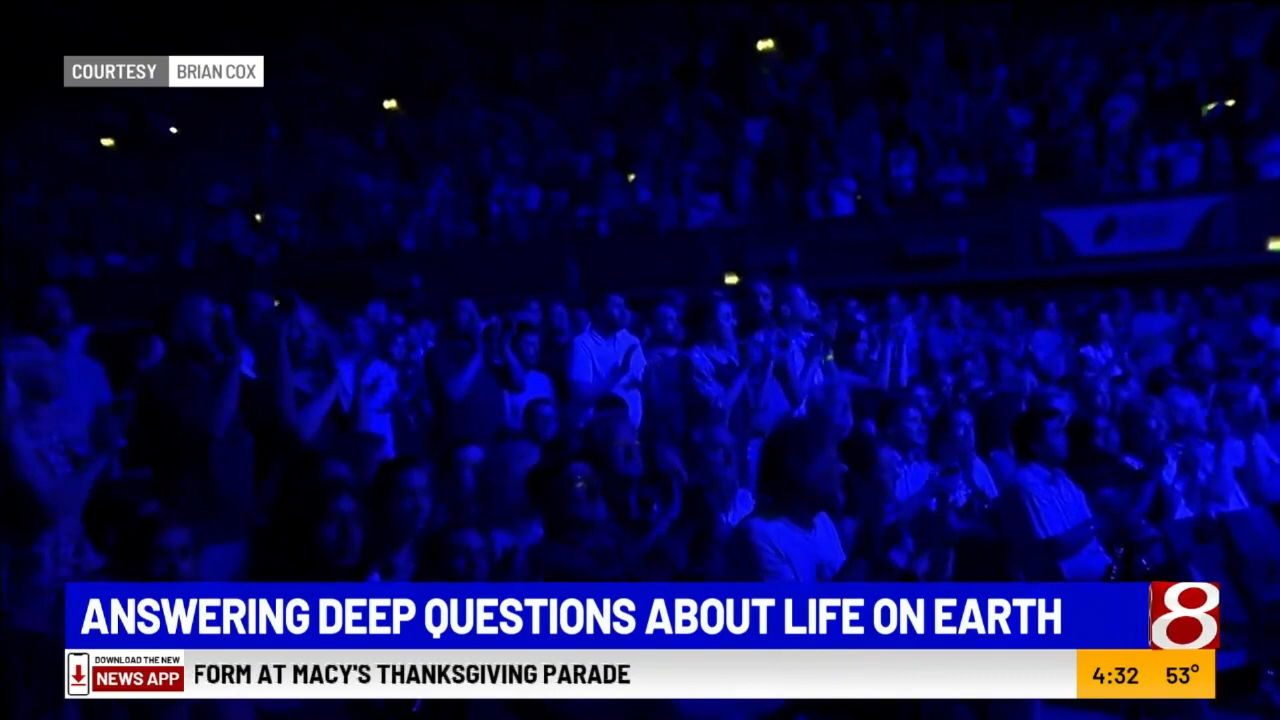 COURTESY BRIAN COX
ANSWERING DEEP QUESTIONS ABOUT LIFE ON EARTH
8
DOWNLOAD THE NEW
NEWS APP
FORM AT MACY'S THANKSGIVING PARADE
4:32 53°